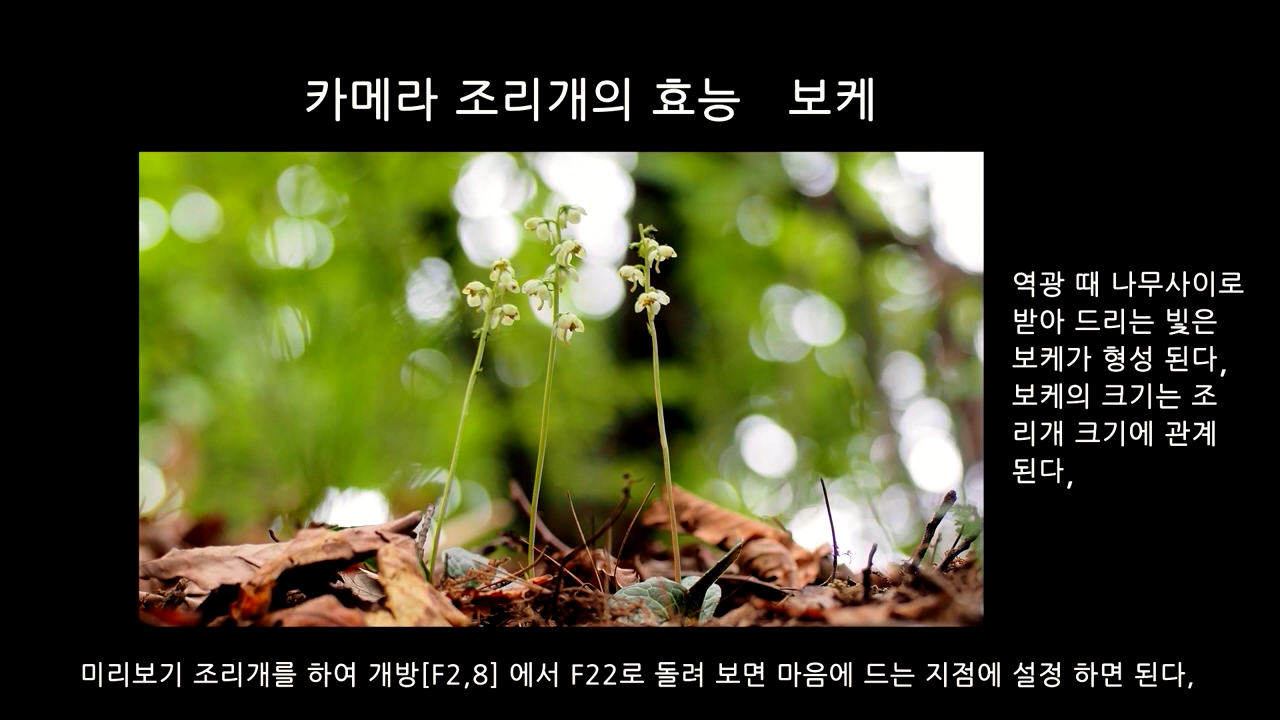 카메라 조리개의 효능 보케
역광 때 나무사이로
받아 드리는 빛은
보케가 형성 된다,
보케의 크기는 조
리개 크기에 관계
된다,
미리보기 조리개를 하여 개방[F2,8] 에서 F22로 돌려 보면 마음에 드는 지점에 설정 하면 된다,